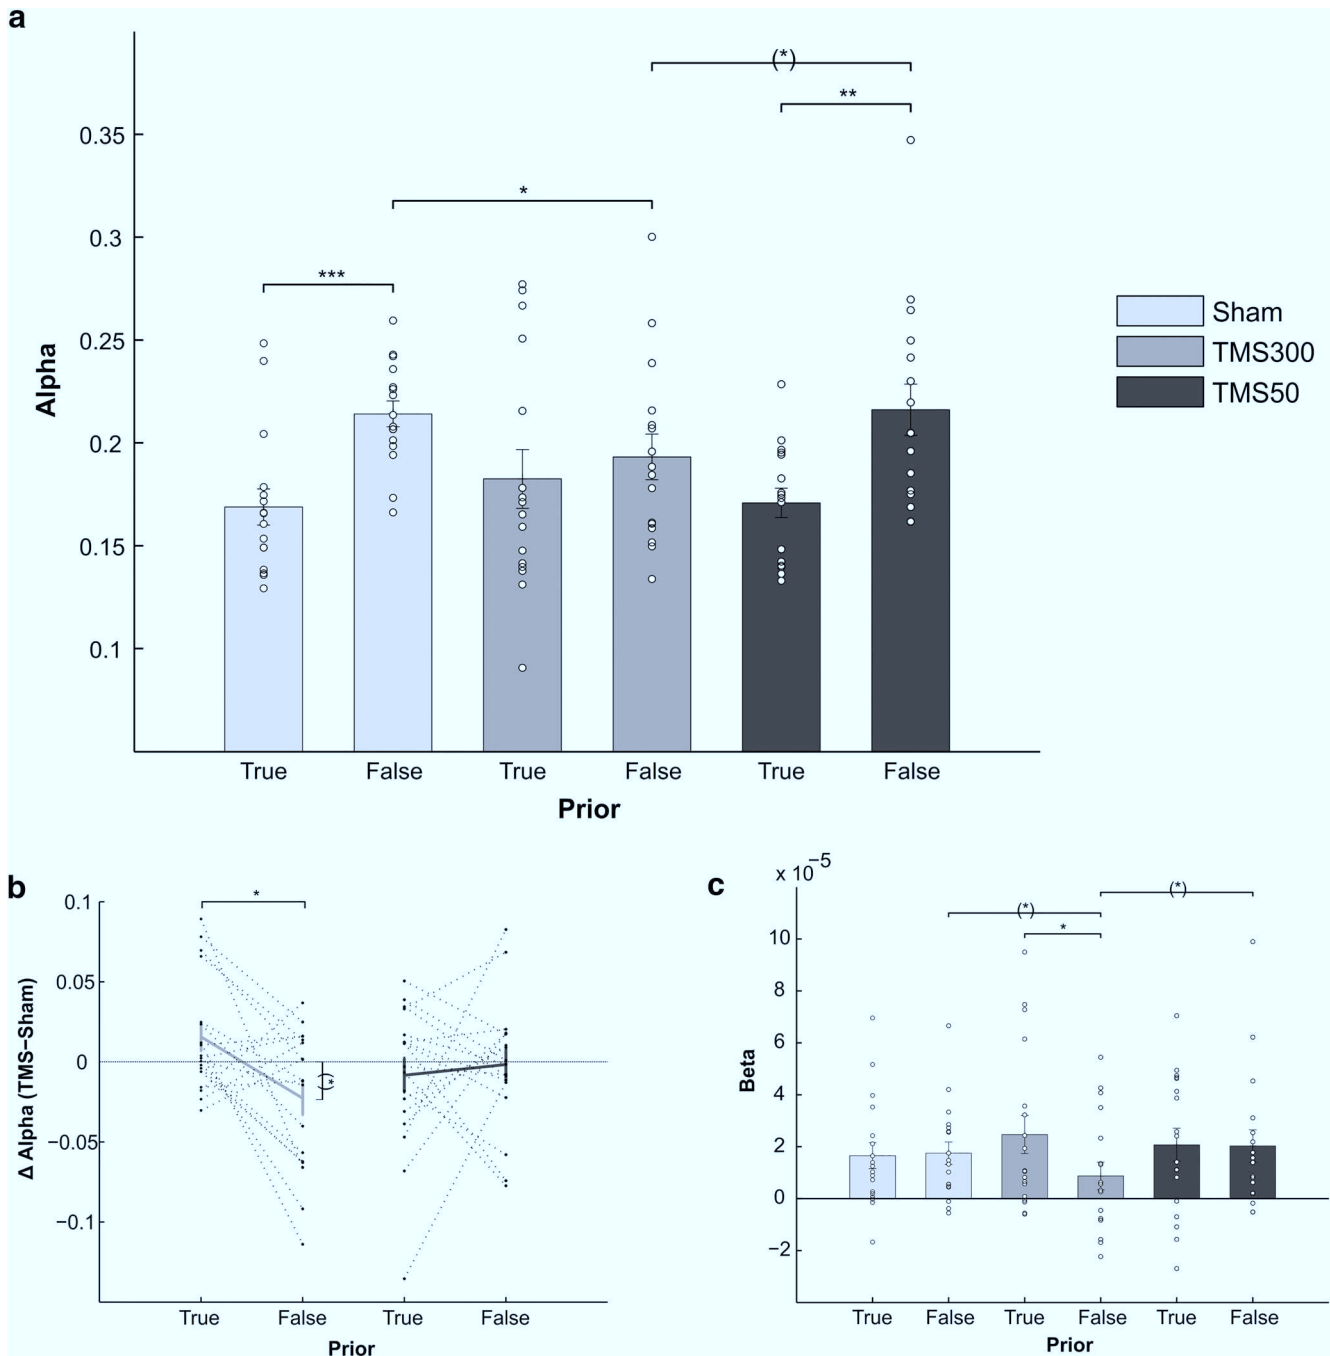 a
(*)
**
0.35
*
0.3
***
0.25
Sham
TMS300
TMS50
Alpha
0.2
0.15
0.1
True False True False True False
Prior
b
0.1
*
0.05
0
(*)
−0.05
−0.1
Δ Alpha (TMS−Sham)
True False True False
Prior
c
x 10−5
(*)
(*)
*
10
8
6
4
2
0
−2
Beta
True False True False True False
Prior